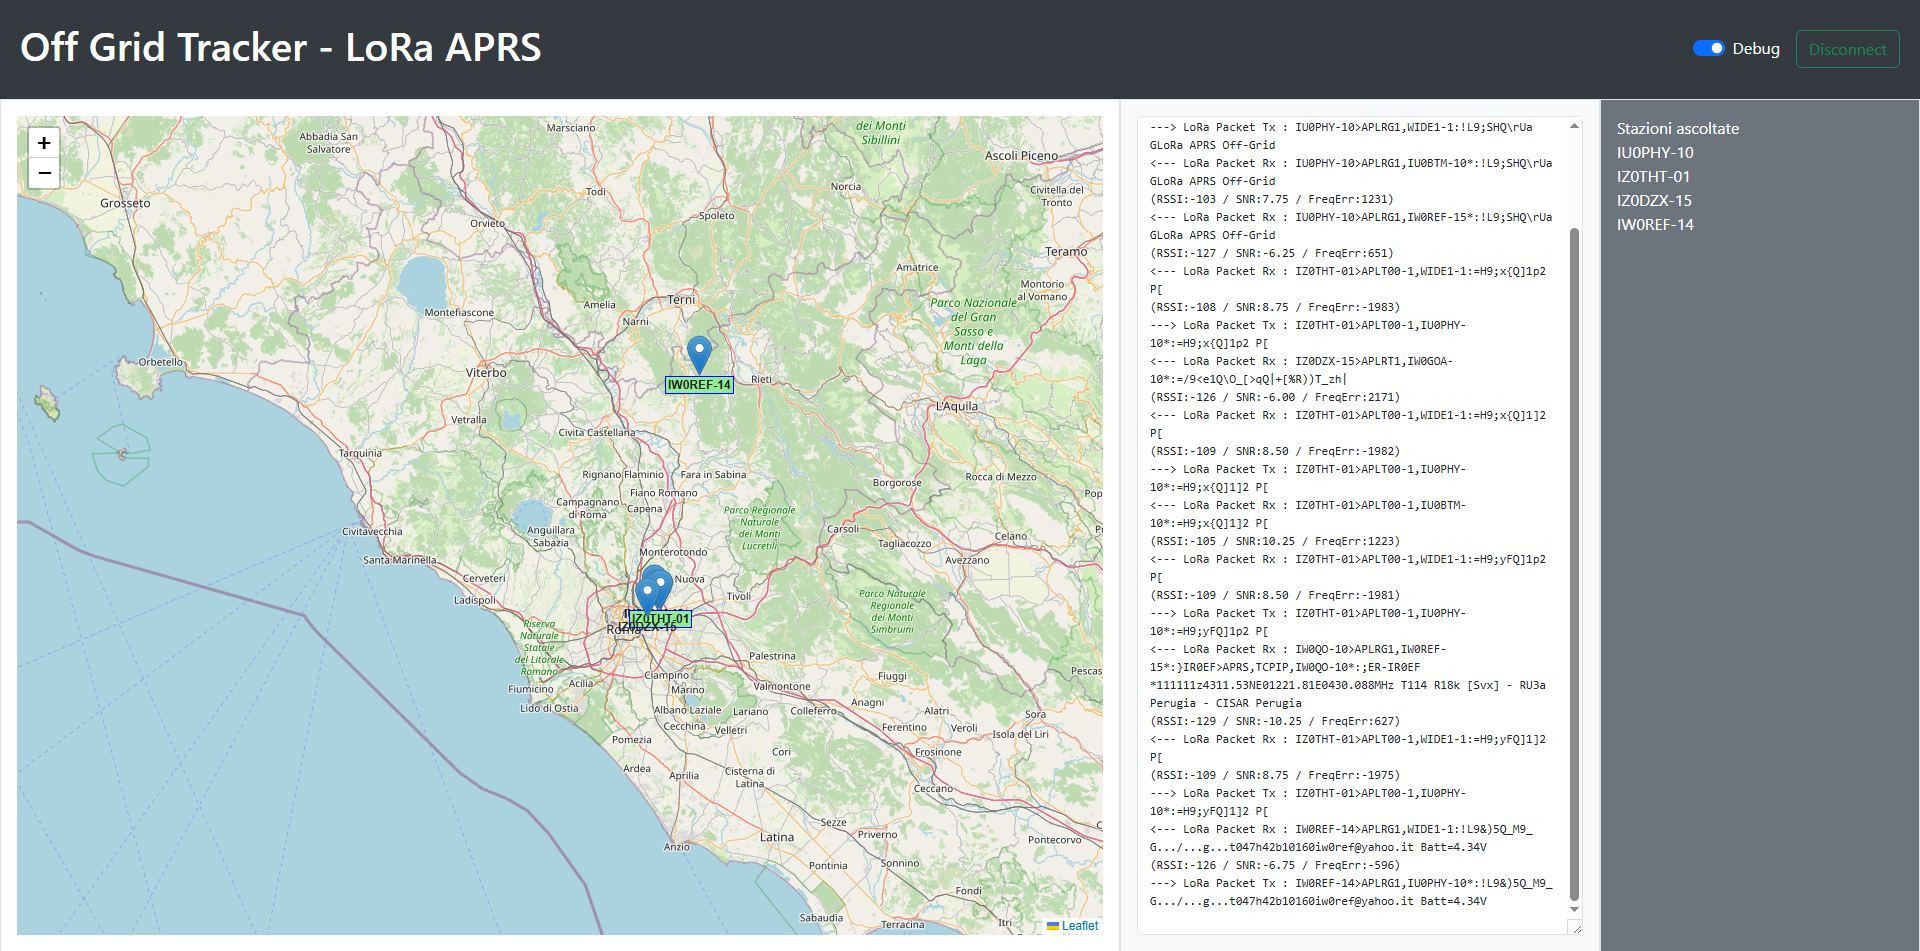 Off Grid Tracker - LoRa APRS
Debug
Disconnect
+
−
Marsciano
dei Monti
Sibillini
Abbadia San
Salvatore
Ascoli Piceno
Todi
Norcia
Civitella del
Tronto
Grosseto
Orvieto
Spoleto
Teramo
Amatrice
Montorio
al Vomano
Amelia
Terni
Parco Nazionale
del Gran
Sasso e
Monti della
Laga
Montefiascone
Narni
Orbetello
Viterbo
IW0REF-14
Rieti
Vetralla
L'Aquila
Civita Castellana
Tarquinia
Rignano Flaminio
Fara in Sabina
Rocca di Mezzo
Borgorose
Fiano Romano
Pop
Campagnano
di Roma
Capena
Parco Regionale
Naturale
dei Monti
Lucretili
Civitavecchia
Anguillara
Sabazia
Carsoli
Celano
Tagliacozzo
Santa Marinella
Monterotondo
Avezzano
Cerveteri
Nuova
Tivoli
Parco Naturale
Regionale
dei Monti
Simbruini
Ladispoli
IZ0THT-01
IZ0DZX-15
Roma
Riserva
Naturale
Statale
del Litorale
Romano
Palestrina
Pescas
Ciampino
Fiuggi
Fiumicino
Acilia
Marino
Valmontone
Lido di Ostia
Albano Laziale
Lariano
Colleferro
Anagni
Alatri
Sora
Cecchina
Velletri
Ferentino
Veroli
Isola del Liri
Pomezia
Cori
Frosinone
Ardea
Aprilia
Cisterna di
Latina
Ceccano
Sezze
Latina
Priverno
Pontecorvo
Anzio
Pontinia
Sonnino
Fondi
Sabaudia
Terracina
Itri
Leaflet
---> LoRa Packet Tx : IU0PHY-10>APLRG1,WIDE1-1:!L9;SHQ\rUa
GLoRa APRS Off-Grid
<--- LoRa Packet Rx : IU0PHY-10>APLRG1,IU0BTM-10*:!L9;SHQ\rUa
GLoRa APRS Off-Grid
(RSSI:-103 / SNR:7.75 / FreqErr:1231)
<--- LoRa Packet Rx : IU0PHY-10>APLRG1,IW0REF-15*:!L9;SHQ\rUa
GLoRa APRS Off-Grid
(RSSI:-127 / SNR:-6.25 / FreqErr:651)
<--- LoRa Packet Rx : IZ0THT-01>APLT00-1,WIDE1-1:=H9;x{Q]1p2
P[
(RSSI:-108 / SNR:8.75 / FreqErr:-1983)
---> LoRa Packet Tx : IZ0THT-01>APLT00-1,IU0PHY-
10*:=H9;x{Q]1p2 P[
<--- LoRa Packet Rx : IZ0DZX-15>APLRT1,IW0GOA-
10*:=/9<e1Q\O_[>qQ|+[%R))T_zh|
(RSSI:-126 / SNR:-6.00 / FreqErr:2171)
<--- LoRa Packet Rx : IZ0THT-01>APLT00-1,WIDE1-1:=H9;x{Q]1]2
P[
(RSSI:-109 / SNR:8.50 / FreqErr:-1982)
---> LoRa Packet Tx : IZ0THT-01>APLT00-1,IU0PHY-
10*:=H9;x{Q]1]2 P[
<--- LoRa Packet Rx : IZ0THT-01>APLT00-1,IU0BTM-
10*:=H9;x{Q]1]2 P[
(RSSI:-105 / SNR:10.25 / FreqErr:1223)
<--- LoRa Packet Rx : IZ0THT-01>APLT00-1,WIDE1-1:=H9;yFQ]1p2
P[
(RSSI:-109 / SNR:8.50 / FreqErr:-1981)
---> LoRa Packet Tx : IZ0THT-01>APLT00-1,IU0PHY-
10*:=H9;yFQ]1p2 P[
<--- LoRa Packet Rx : IW0QO-10>APLRG1,IW0REF-
15*:}IR0EF>APRS,TCPIP,IW0QO-10*:;ER-IR0EF
*111111z4311.53NE01221.81E0430.088MHz T114 R18k [Svx] - RU3a
Perugia - CISAR Perugia
(RSSI:-129 / SNR:-10.25 / FreqErr:627)
<--- LoRa Packet Rx : IZ0THT-01>APLT00-1,WIDE1-1:=H9;yFQ]1]2
P[
(RSSI:-109 / SNR:8.75 / FreqErr:-1975)
---> LoRa Packet Tx : IZ0THT-01>APLT00-1,IU0PHY-
10*:=H9;yFQ]1]2 P[
<--- LoRa Packet Rx : IW0REF-14>APLRG1,WIDE1-1:!L9&)5Q_M9_
G.../...g...t047h42b10160iw0ref@yahoo.it Batt=4.34V
(RSSI:-126 / SNR:-6.75 / FreqErr:-596)
---> LoRa Packet Tx : IW0REF-14>APLRG1,IU0PHY-10*:!L9&)5Q_M9_
G.../...g...t047h42b10160iw0ref@yahoo.it Batt=4.34V
Stazioni ascoltate
IU0PHY-10
IZ0THT-01
IZ0DZX-15
IW0REF-14